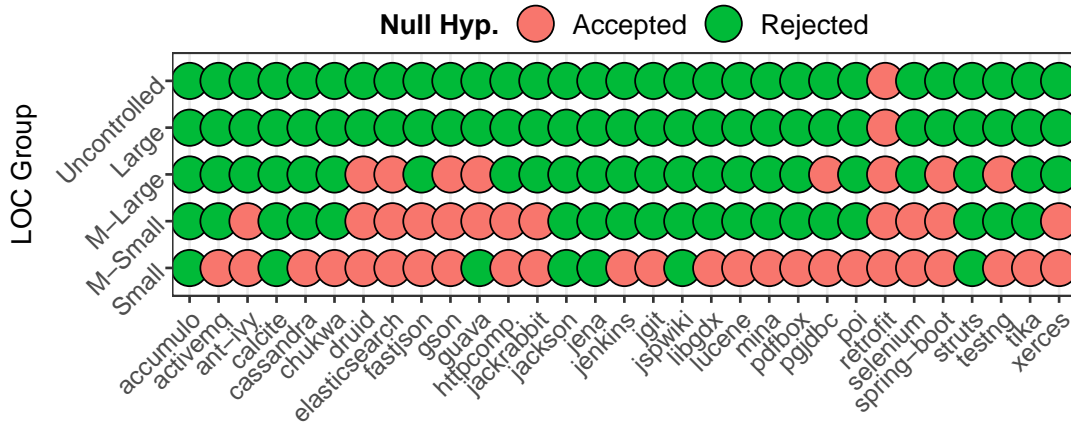 Null Hyp. Accepted Rejected
LOC Group
Uncontrolled
Large
M−Large
M−Small
Small
accumulo
activemq
ant−ivy
calcite
cassandra
chukwa
druid
elasticsearch
fastjson
gson
guava
httpcomp.
jackrabbit
jackson
jena
jenkins
jgit
jspwiki
libgdx
lucene
mina
pdfbox
pgjdbc
poi
retrofit
selenium
spring−boot
struts
testng
tika
xerces